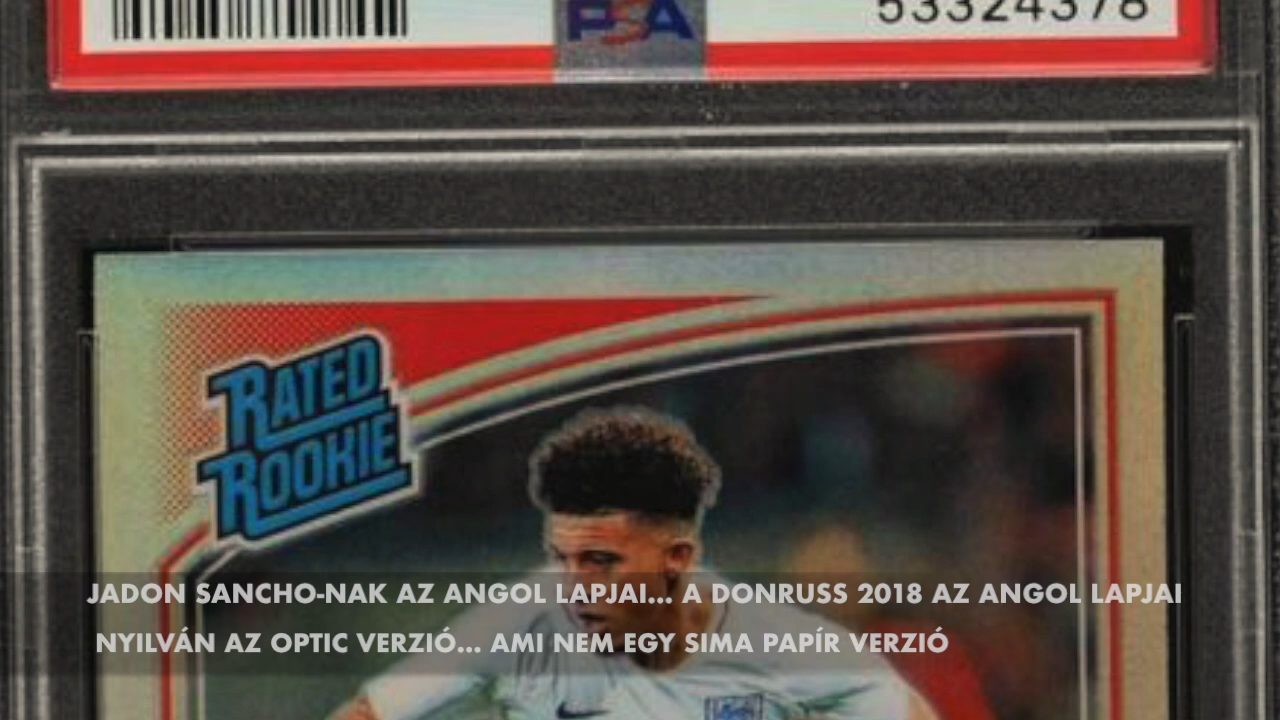 PSA
53324378
RATED
ROOKIE
JADON SANCHO-NAK AZ ANGOL LAPJAI... A DONRUSS 2018 AZ ANGOL LAPJAI
NYILVÁN AZ OPTIC VERZIÓ... AMI NEM EGY SIMA PAPÍR VERZIÓ